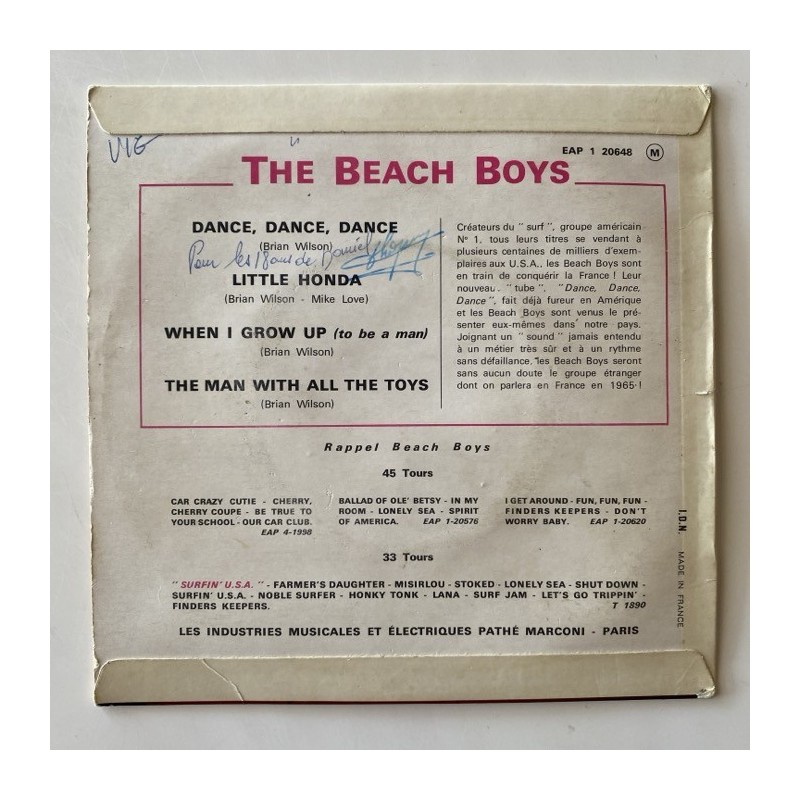 VIG
EAP 1 20648 M
THE BEACH BOYS
DANCE, DANCE, DANCE
(Brian Wilson)
Pour les 18 ans de Daniel
LITTLE HONDA
(Brian Wilson - Mike Love)
WHEN I GROW UP (to be a man)
(Brian Wilson)
THE MAN WITH ALL THE TOYS
(Brian Wilson)
Créateurs du " surf ", groupe américain
N° 1, tous leurs titres se vendant à
plusieurs centaines de milliers d'exem-
plaires aux U.S.A., les Beach Boys sont
en train de conquérir la France ! Leur
nouveau " tube ", " Dance, Dance,
Dance ", fait déjà fureur en Amérique
et les Beach Boys sont venus le pré-
senter eux-mêmes dans notre pays.
Joignant un " sound " jamais entendu
à un métier très sûr et à un rythme
sans défaillance, les Beach Boys seront
sans aucun doute le groupe étranger
dont on parlera en France en 1965 !
Rappel Beach Boys
45 Tours
CAR CRAZY CUTIE - CHERRY,
CHERRY COUPE - BE TRUE TO
YOUR SCHOOL - OUR CAR CLUB.
EAP 4-1998
BALLAD OF OLE' BETSY - IN MY
ROOM - LONELY SEA - SPIRIT
OF AMERICA. EAP 1-20576
I GET AROUND - FUN, FUN, FUN -
FINDERS KEEPERS - DON'T
WORRY BABY. EAP 1-20620
33 Tours
" SURFIN' U.S.A. " - FARMER'S DAUGHTER - MISIRLOU - STOKED - LONELY SEA - SHUT DOWN -
SURFIN' U.S.A. - NOBLE SURFER - HONKY TONK - LANA - SURF JAM - LET'S GO TRIPPIN' -
FINDERS KEEPERS. T 1890
LES INDUSTRIES MUSICALES ET ÉLECTRIQUES PATHÉ MARCONI - PARIS
I.D.N. MADE IN FRANCE